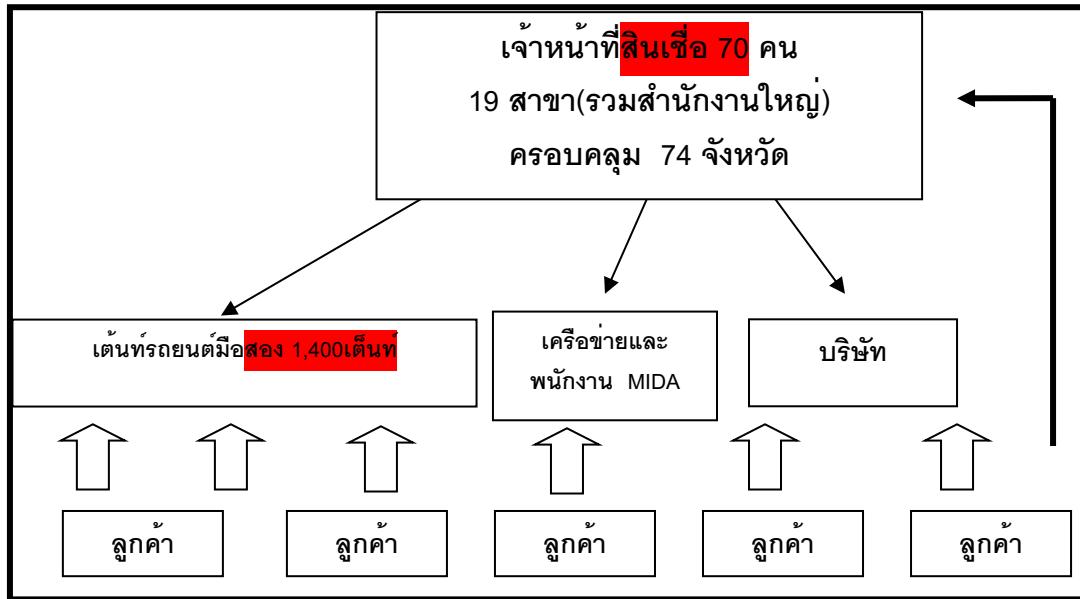 เจ้าหน้าที่สินเชื่อ 70 คน
19 สาขา(รวมสำนักงานใหญ่)
ครอบคลุม 74 จังหวัด
เต้นท์รถยนต์มือสอง 1,400เต็นท์
เครือข่ายและ
พนักงาน MIDA
บริษัท
ลูกค้า
ลูกค้า
ลูกค้า
ลูกค้า
ลูกค้า